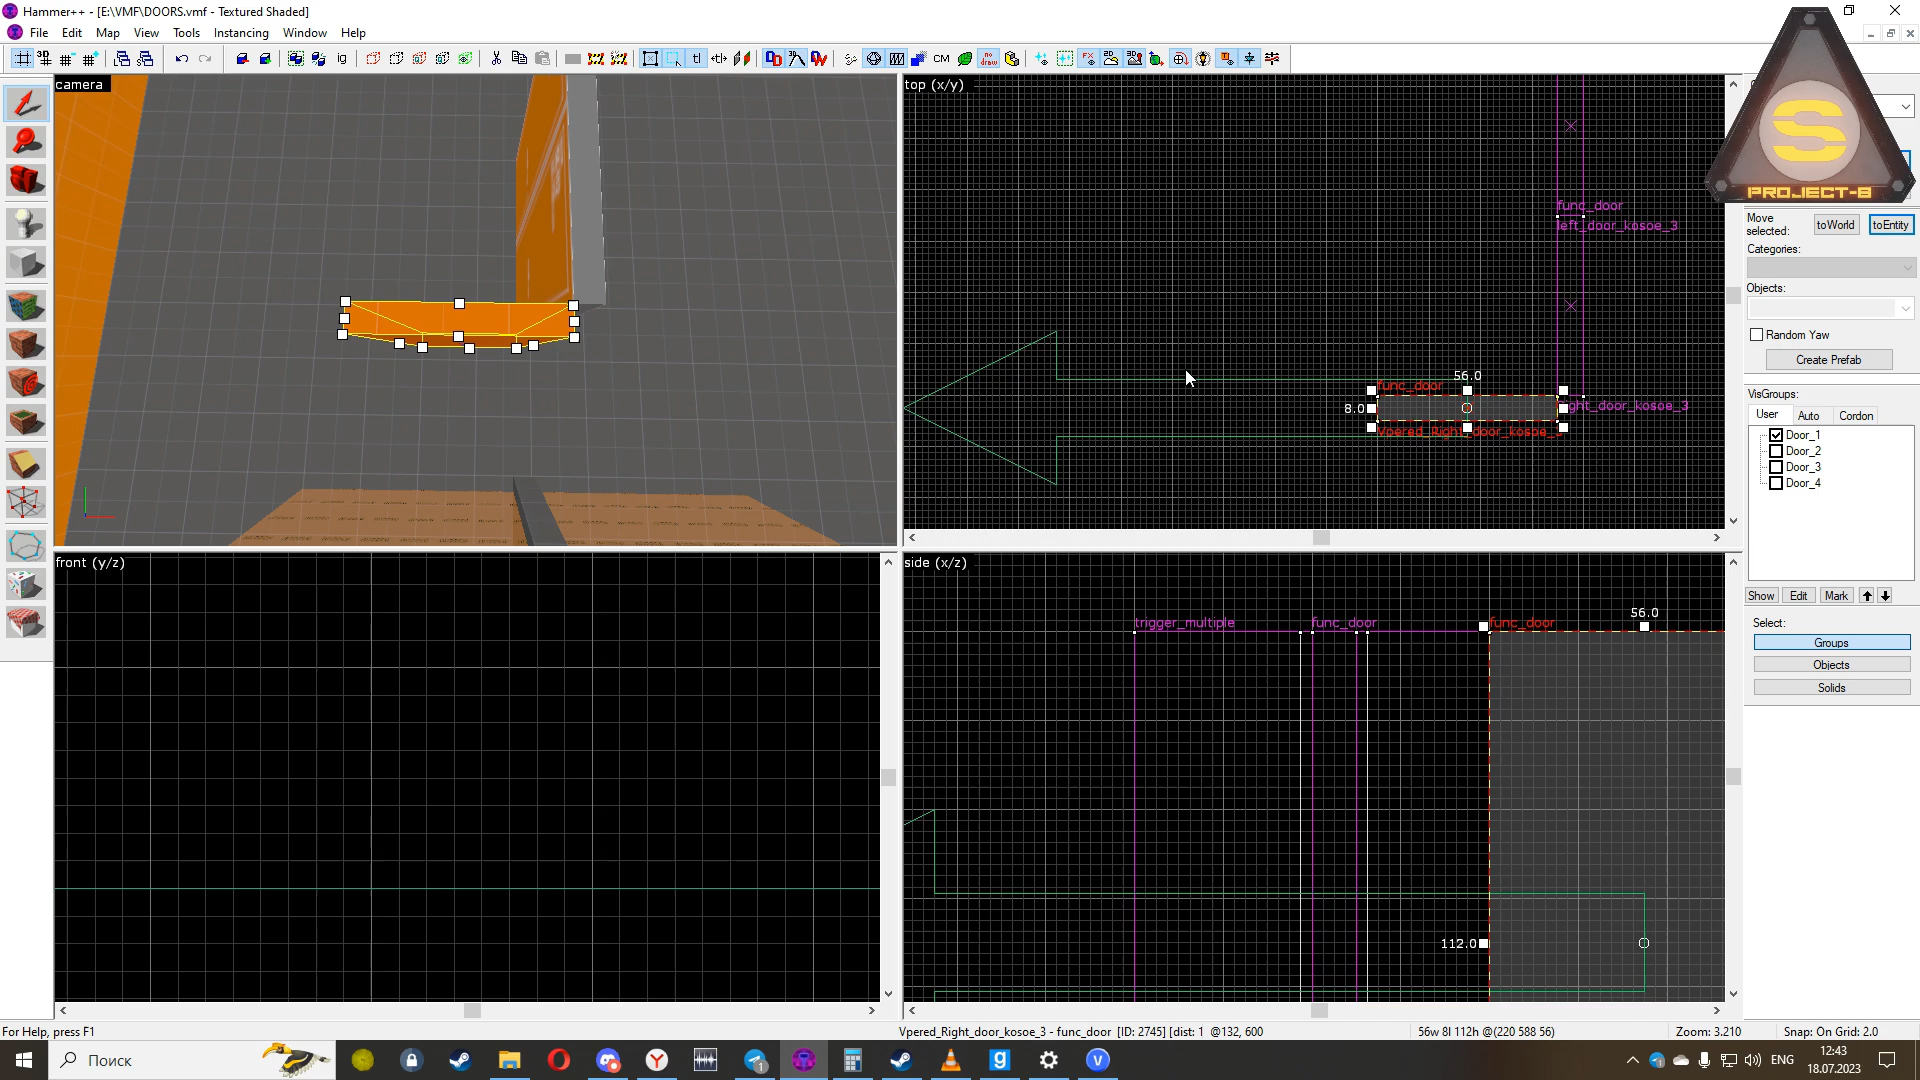 Hammer++ - [E:\VMF\DOORS.vmf - Textured Shaded]
File Edit Map View Tools Instancing Window Help
camera
top (x/y)
func_door
left_door_kosoe_3
56.0
func_door
8.0
right_door_kosoe_3
Vpered_Right_door_kosoe_3
front (y/z)
side (x/z)
trigger_multiple
func_door
func_door
56.0
112.0
S
PROJECT-8
Move selected:
toWorld
toEntity
Categories:
Objects:
Random Yaw
Create Prefab
VisGroups:
User Auto Cordon
Door_1
Door_2
Door_3
Door_4
Show Edit Mark
Select:
Groups
Objects
Solids
For Help, press F1
Vpered_Right_door_kosoe_3 - func_door [ID: 2745] [dist: 1 @132, 600
56w 8l 112h @(220 588 56)
Zoom: 3.210
Snap: On Grid: 2.0
Поиск
ENG
12:43
18.07.2023